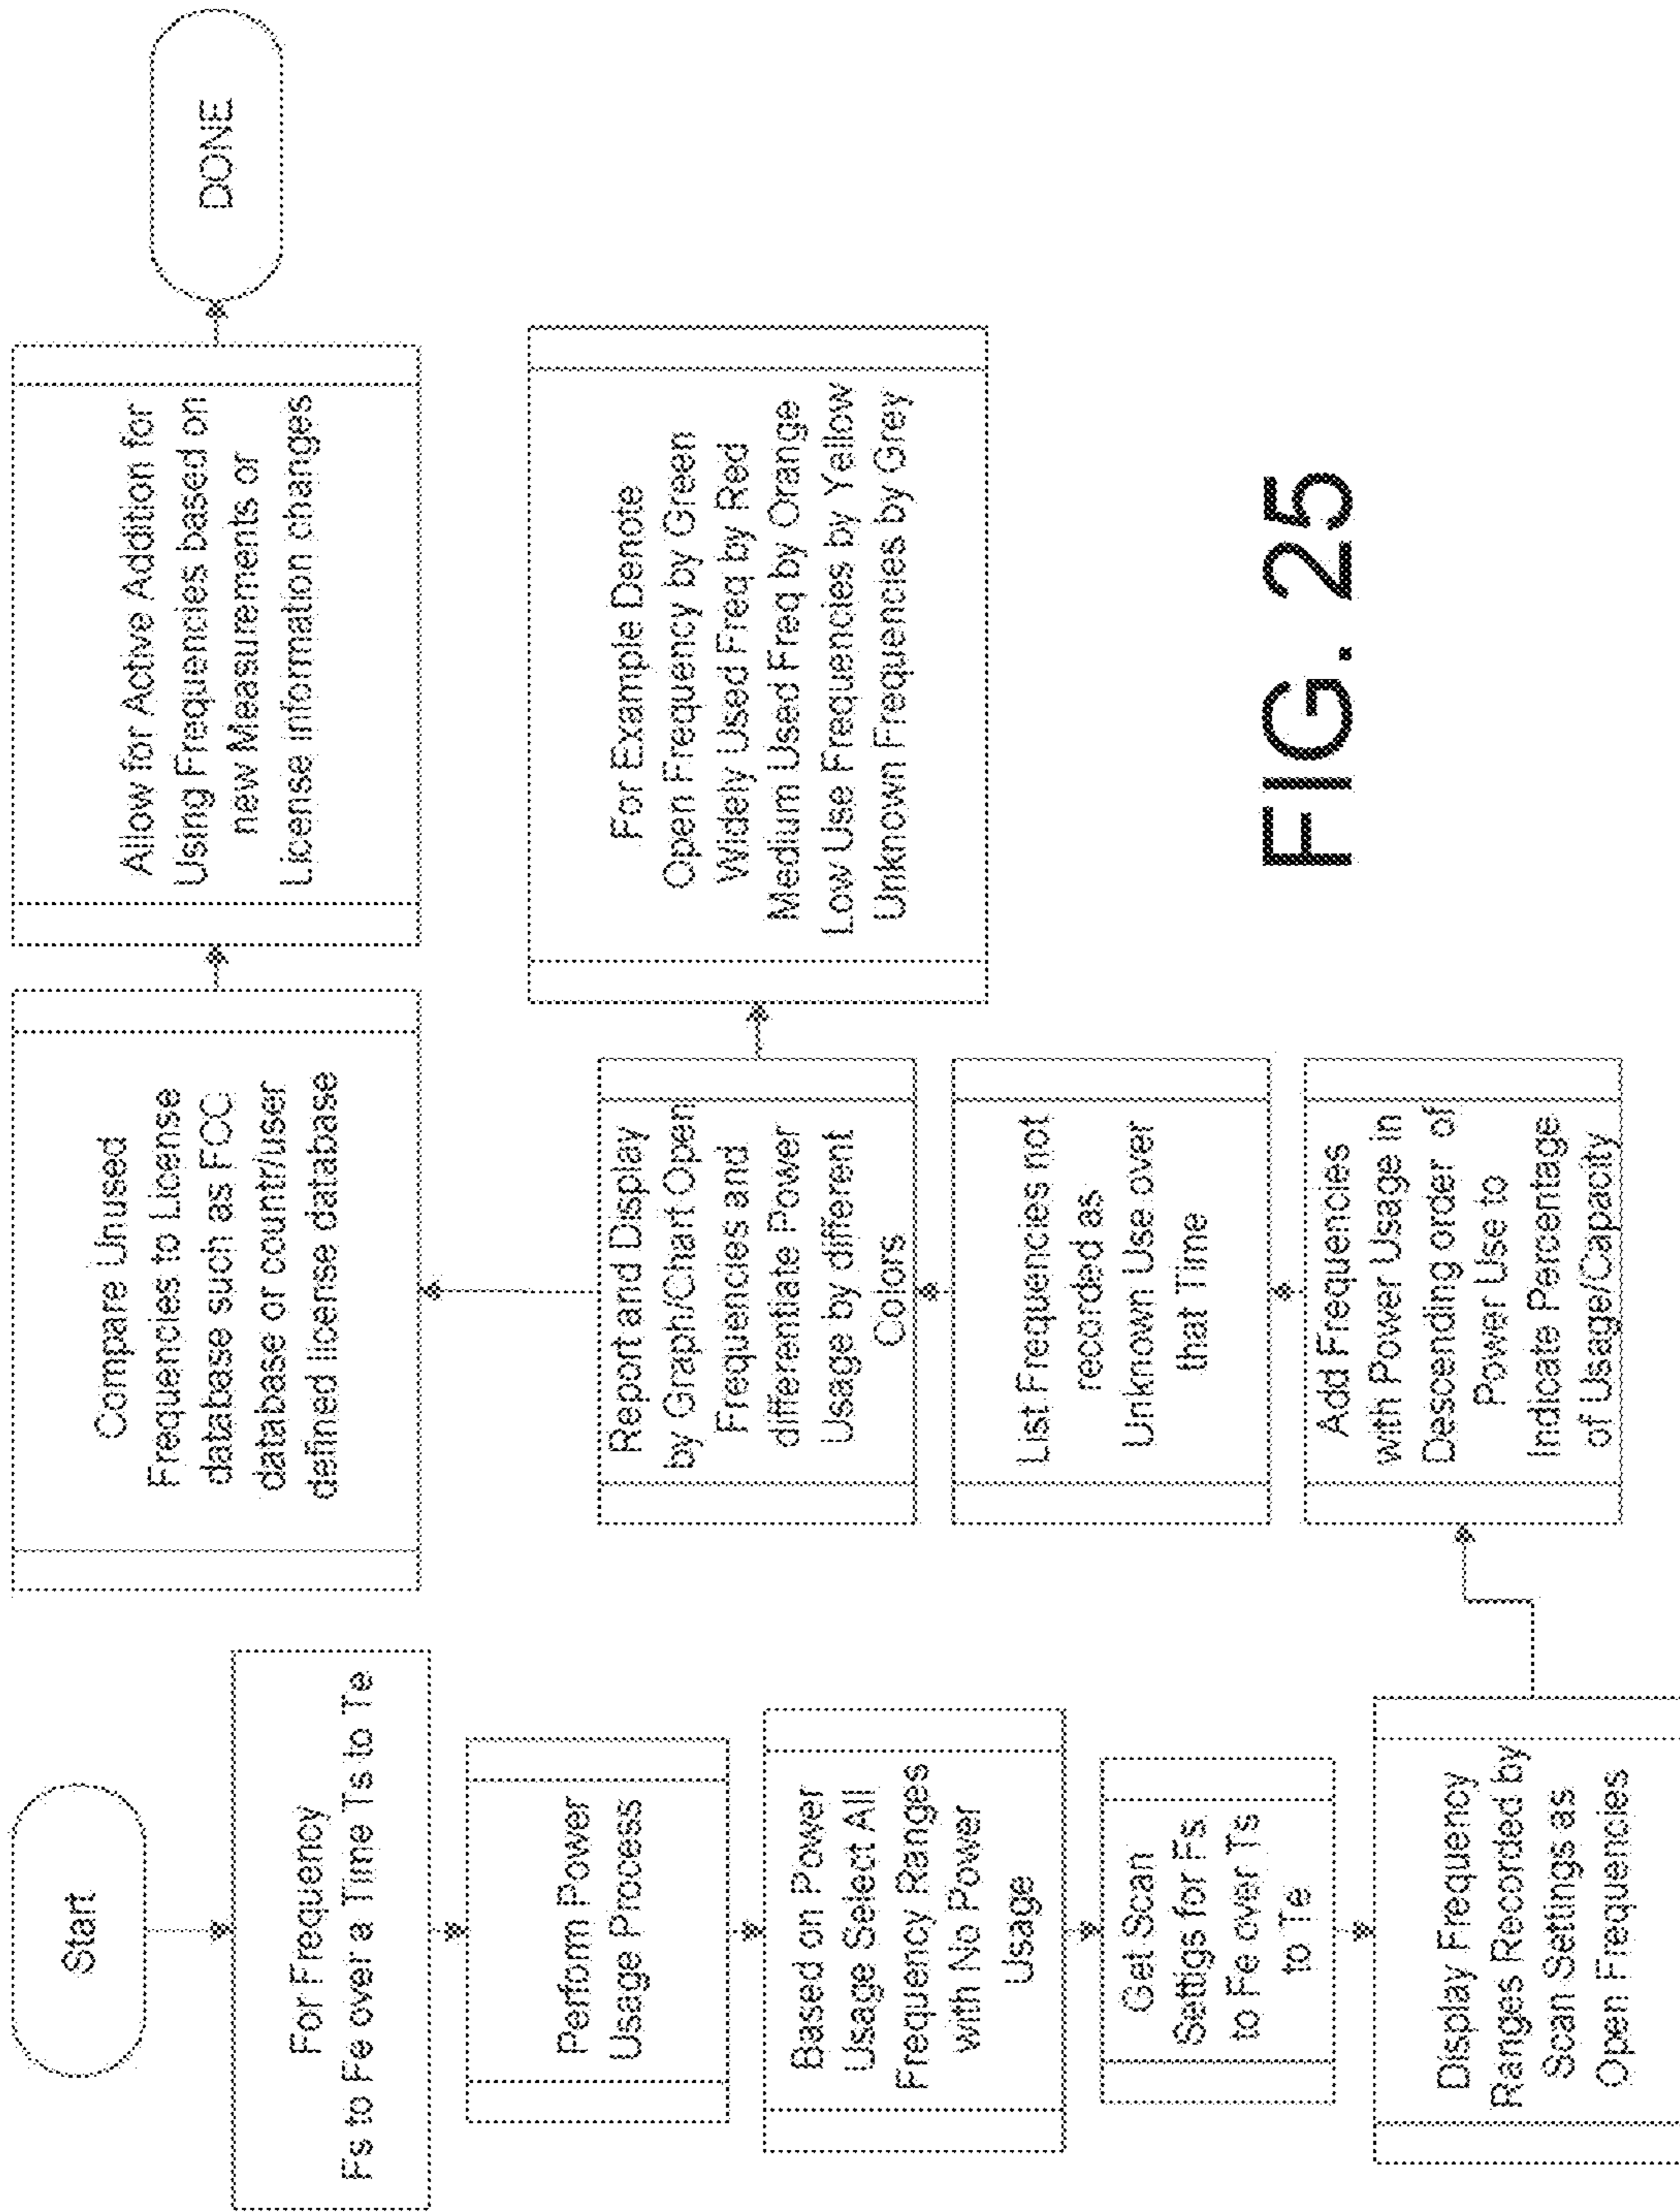 Start
For Frequency
Fs to Fe over a Time Ts to Te
Perform Power
Usage Process
Based on Power
Usage Select All
Frequency Ranges
with No Power
Usage
Get Scan
Settigs for Fs
to Fe over Ts
to Te
Display Frequency
Ranges Recorded by
Scan Settings as
Open Frequencies
Add Frequencies
with Power Usage in
Descending order of
Power Use to
Indicate Percentage
of Usage/Capacity
List Frequencies not
recorded as
Unknown Use over
that Time
Report and Display
by Graph/Chart Open
Frequencies and
differentiate Power
Usage by different
Colors
For Example Denote
Open Frequency by Green
Widely Used Freq by Red
Medium Used Freq by Orange
Low Use Frequencies by Yellow
Unknown Frequencies by Grey
Compare Unused
Frequencies to License
database such as FCC
database or countr/user
defined license database
Allow for Active Addition for
Using Frequencies based on
new Measurements or
License information changes
DONE
FIG. 25